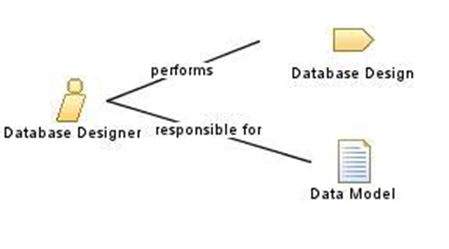 performs
Database Design
Database Designer
responsible for
Data Model